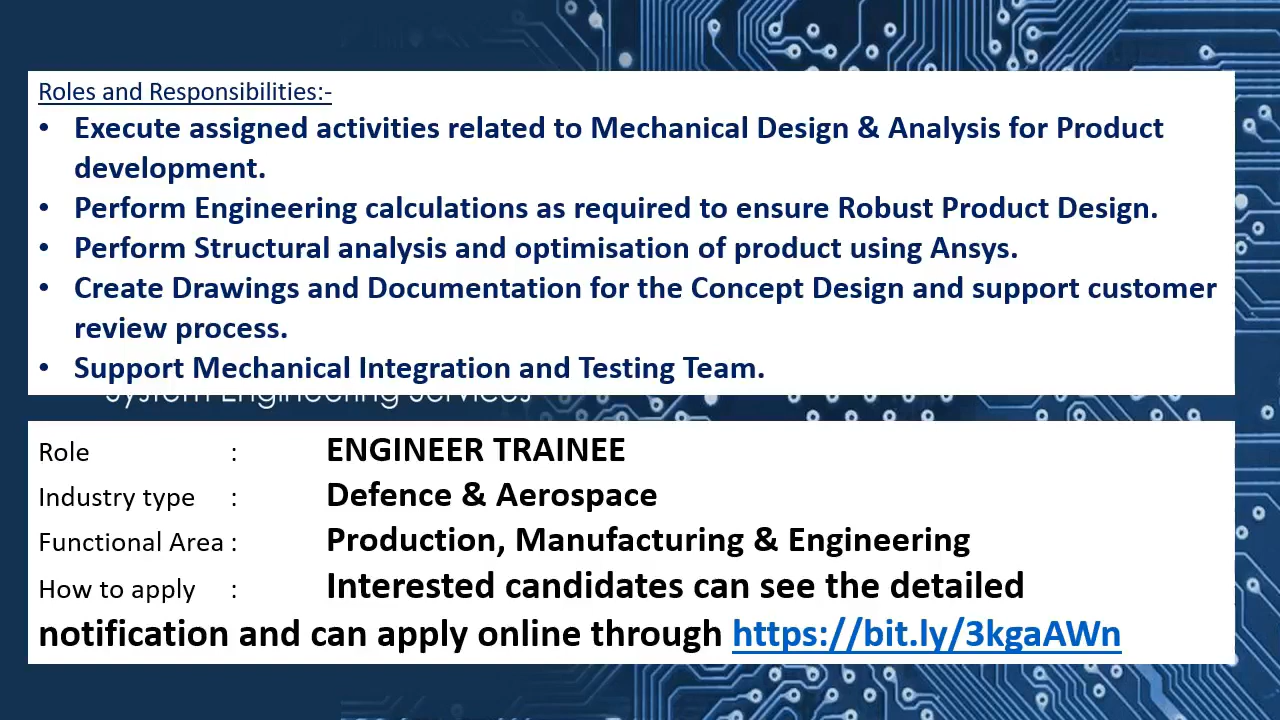 Roles and Responsibilities:-
• Execute assigned activities related to Mechanical Design & Analysis for Product
development.
• Perform Engineering calculations as required to ensure Robust Product Design.
• Perform Structural analysis and optimisation of product using Ansys.
• Create Drawings and Documentation for the Concept Design and support customer
review process.
• Support Mechanical Integration and Testing Team.
System Engineering Services
Role : ENGINEER TRAINEE
Industry type : Defence & Aerospace
Functional Area : Production, Manufacturing & Engineering
How to apply : Interested candidates can see the detailed
notification and can apply online through https://bit.ly/3kgaAWn